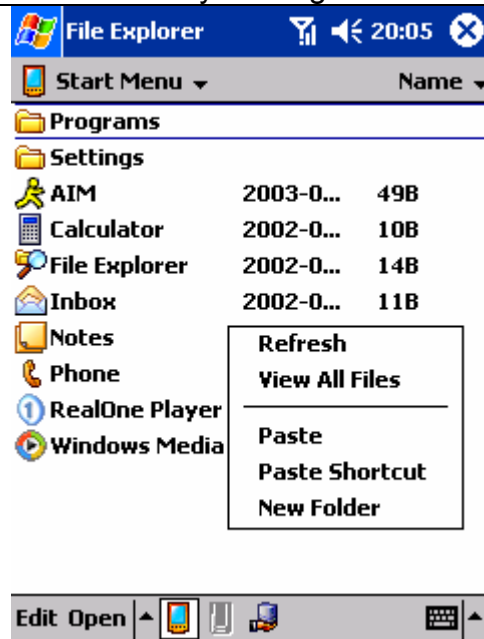 File Explorer 20:05
Start Menu Name
Programs
Settings
AIM 2003-0... 49B
Calculator 2002-0... 10B
File Explorer 2002-0... 14B
Inbox 2002-0... 11B
Notes
Refresh
Phone
View All Files
RealOne Player
Paste
Windows Media
Paste Shortcut
New Folder
Edit Open